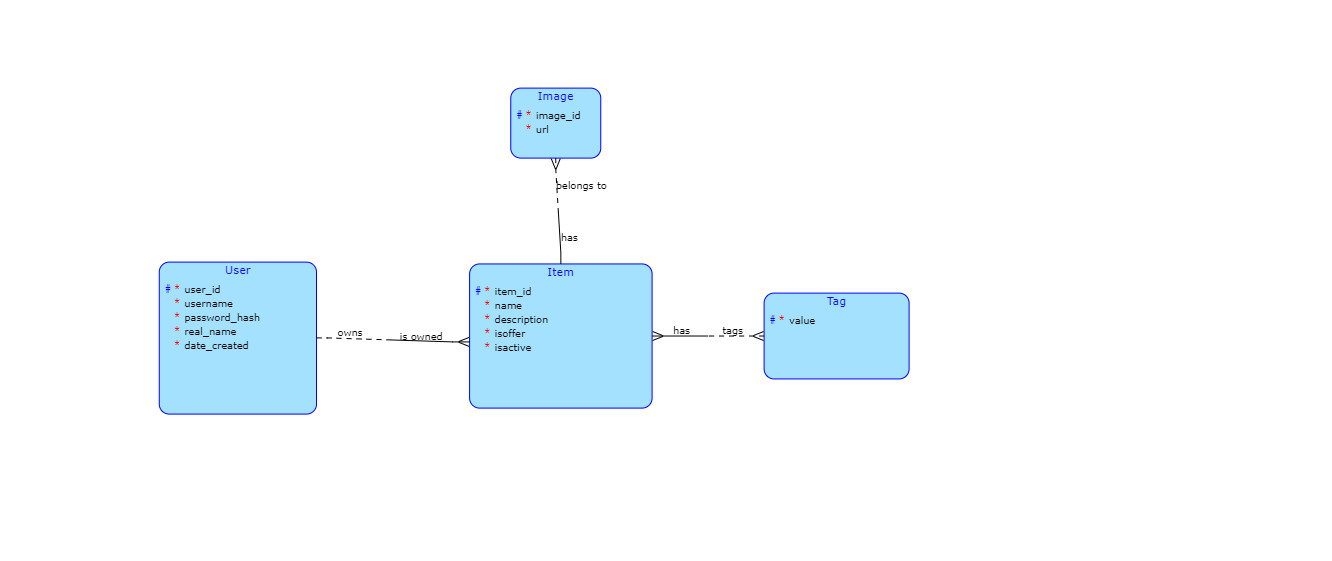 Image
# * image_id
* url
belongs to
has
User
# * user_id
* username
* password_hash
* real_name
* date_created
owns
is owned
Item
# * item_id
* name
* description
* isoffer
* isactive
has
tags
Tag
# * value